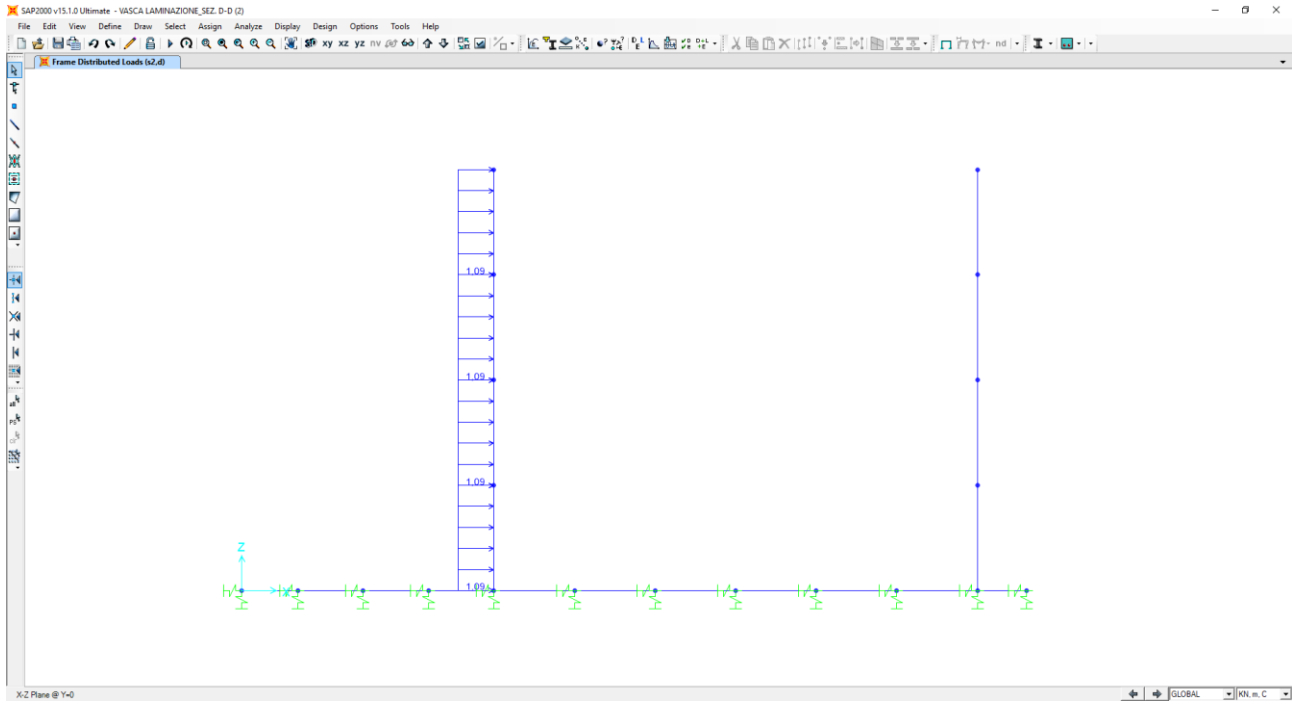 SAP2000 v15.1.0 Ultimate - VASCA LAMINAZIONE_SEZ. D-D (2)
File Edit View Define Draw Select Assign Analyze Display Design Options Tools Help
xy xz yz nv nd
Frame Distributed Loads (s2,d)
1.09
1.09
1.09
1.09
Z
X
X-Z Plane @ Y=0 GLOBAL KN, m, C